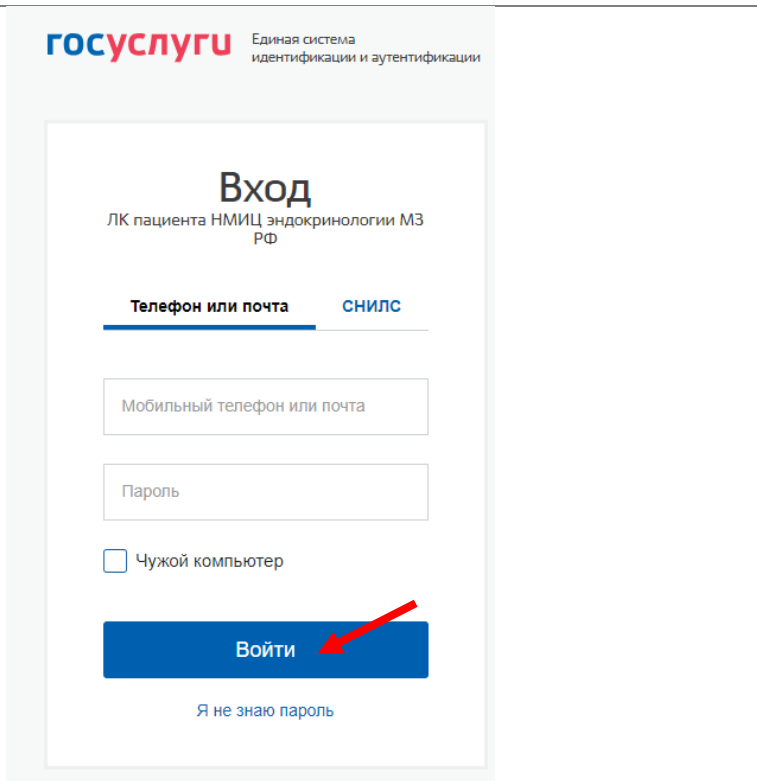 госуслуги
Единая система
идентификации и аутентификации
Вход
ЛК пациента НМИЦ эндокринологии МЗ
РФ
Телефон или почта СНИЛС
Мобильный телефон или почта
Пароль
Чужой компьютер
Войти
Я не знаю пароль